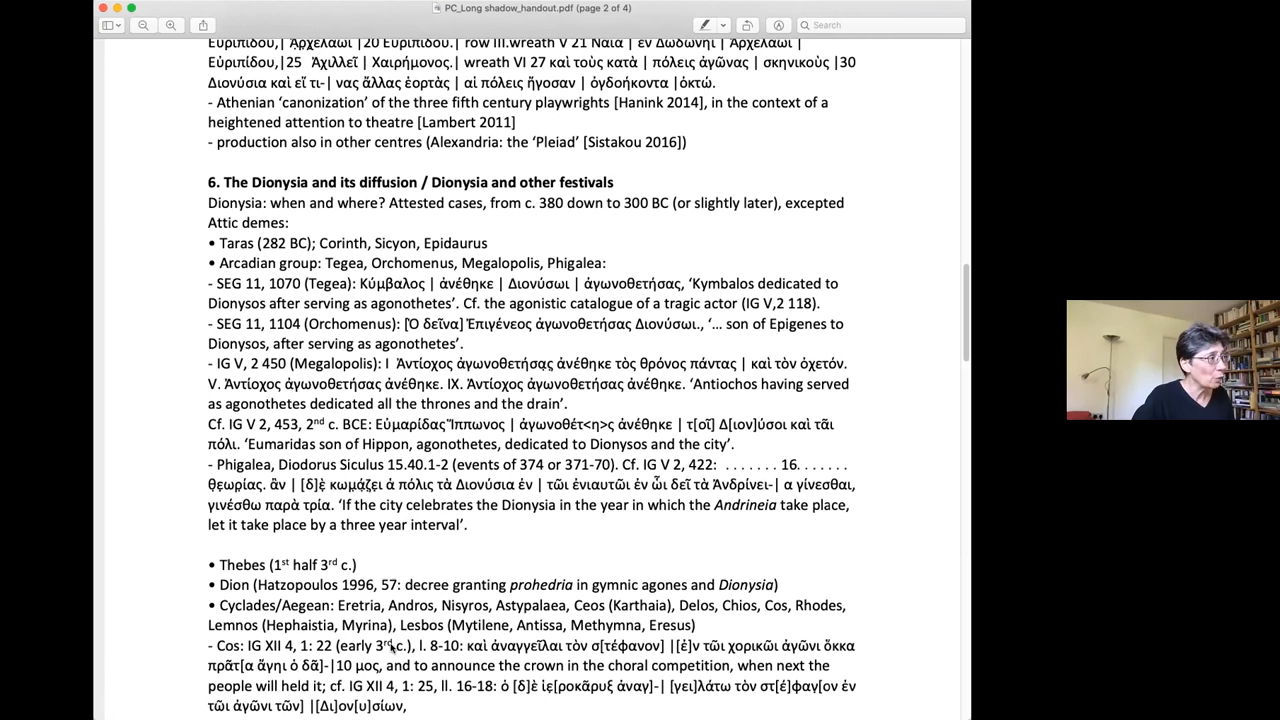 PC_Long shadow_handout.pdf (page 2 of 4)
Search
Εὐριπίδου,| Ἀρχελάωι |20 Εὐριπίδου.| row III.wreath V 21 Νάια | ἐν Δωδώνηι | Ἀρχελάωι |
Εὐριπίδου,|25 Ἀχιλλεῖ | Χαιρήμονος.| wreath VI 27 καὶ τοὺς κατὰ | πόλεις ἀγῶνας | σκηνικοὺς |30
Διονύσια καὶ εἴ τι-| νας ἄλλας ἑορτὰς | αἱ πόλεις ἤγοσαν | ὀγδοήκοντα |ὀκτώ.
- Athenian ‘canonization’ of the three fifth century playwrights [Hanink 2014], in the context of a
heightened attention to theatre [Lambert 2011]
- production also in other centres (Alexandria: the ‘Pleiad’ [Sistakou 2016])
6. The Dionysia and its diffusion / Dionysia and other festivals
Dionysia: when and where? Attested cases, from c. 380 down to 300 BC (or slightly later), excepted
Attic demes:
• Taras (282 BC); Corinth, Sicyon, Epidaurus
• Arcadian group: Tegea, Orchomenus, Megalopolis, Phigalea:
- SEG 11, 1070 (Tegea): Κύμβαλος | ἀνέθηκε | Διονύσωι | ἀγωνοθετήσας, ‘Kymbalos dedicated to
Dionysos after serving as agonothetes’. Cf. the agonistic catalogue of a tragic actor (IG V,2 118).
- SEG 11, 1104 (Orchomenus): [Ὁ δεῖνα] Ἐπιγένεος ἀγωνοθετήσας Διονύσωι., ‘… son of Epigenes to
Dionysos, after serving as agonothetes’.
- IG V, 2 450 (Megalopolis): I Ἀντίοχος ἀγωνοθετήσας ἀνέθηκε τὸς θρόνος πάντας | καὶ τὸν ὀχετόν.
V. Ἀντίοχος ἀγωνοθετήσας ἀνέθηκε. IX. Ἀντίοχος ἀγωνοθετήσας ἀνέθηκε. ‘Antiochos having served
as agonothetes dedicated all the thrones and the drain’.
Cf. IG V 2, 453, 2nd c. BCE: Εὐμαρίδας Ἵππωνος | ἀγωνοθέτ<η>ς ἀνέθηκε | τ[οῖ] Δ[ιον]ύσοι καὶ τᾶι
πόλι. ‘Eumaridas son of Hippon, agonothetes, dedicated to Dionysos and the city’.
- Phigalea, Diodorus Siculus 15.40.1-2 (events of 374 or 371-70). Cf. IG V 2, 422: . . . . . . . 16. . . . . . .
θεωρίας. ἂν | [δ]ὲ κωμάζει ἁ πόλις τὰ Διονύσια ἐν | τῶι ἐνιαυτῶι ἐν ὧι δεῖ τὰ Ἀνδρίνει-| α γίνεσθαι,
γινέσθω παρὰ τρία. ‘If the city celebrates the Dionysia in the year in which the Andrineia take place,
let it take place by a three year interval’.
• Thebes (1st half 3rd c.)
• Dion (Hatzopoulos 1996, 57: decree granting prohedria in gymnic agones and Dionysia)
• Cyclades/Aegean: Eretria, Andros, Nisyros, Astypalaea, Ceos (Karthaia), Delos, Chios, Cos, Rhodes,
Lemnos (Hephaistia, Myrina), Lesbos (Mytilene, Antissa, Methymna, Eresus)
- Cos: IG XII 4, 1: 22 (early 3rd c.), l. 8-10: καὶ ἀναγγεῖλαι τὸν σ[τέφανον] |[ἐ]ν τῶι χορικῶι ἀγῶνι ὅκκα
πρᾶτ[α ἄγηι ὁ δᾶ]-|10 μος, and to announce the crown in the choral competition, when next the
people will held it; cf. IG XII 4, 1: 25, ll. 16-18: ὁ [δ]ὲ ἱε[ροκᾶρυξ ἀναγ]-| [γει]λάτω τὸν στ[έ]φαν[ον ἐν
τῶι ἀγῶνι τῶν] |[Δι]ον[υ]σίων,